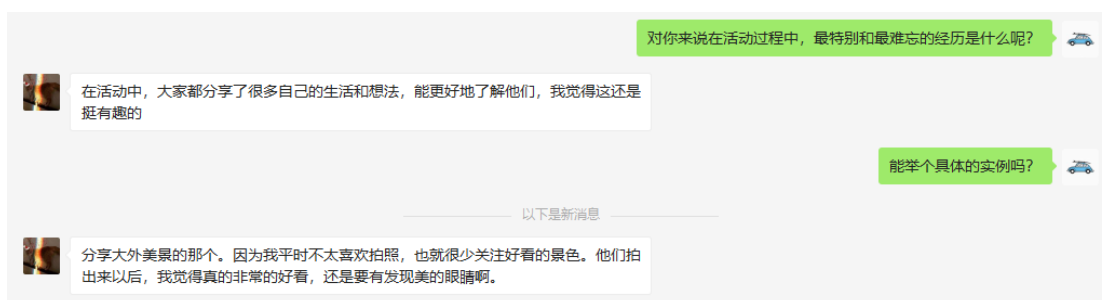 对你来说在活动过程中，最特别和最难忘的经历是什么呢？
在活动中，大家都分享了很多自己的生活和想法，能更好地了解他们，我觉得这还是
挺有趣的
能举个具体的实例吗？
以下是新消息
分享大外美景的那个。因为我平时不太喜欢拍照，也就很少关注好看的景色。他们拍
出来以后，我觉得真的非常的好看，还是要有发现美的眼睛啊。